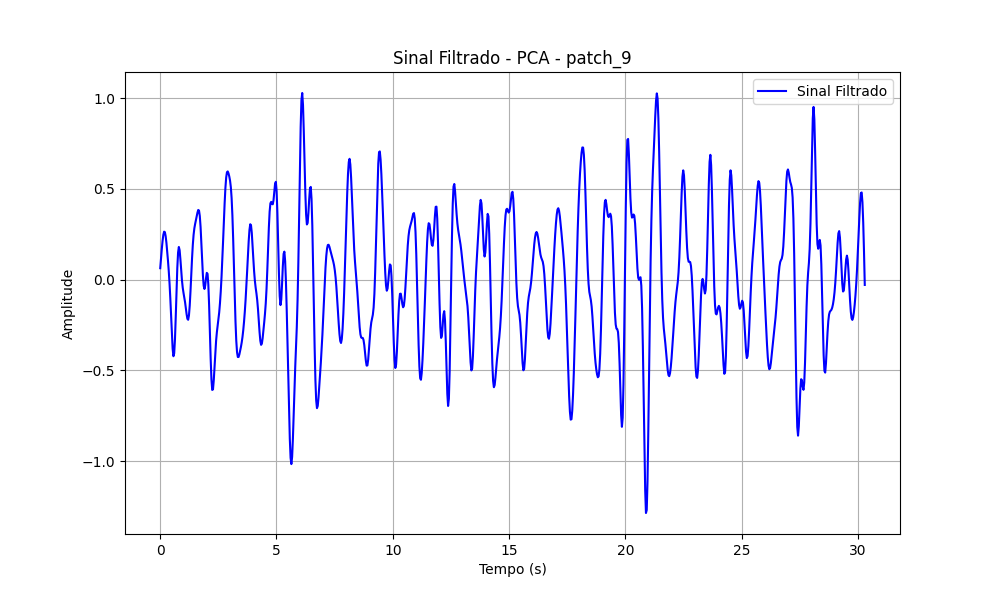 Sinal Filtrado - PCA - patch_9
Sinal Filtrado
1.0
0.5
0.0
−0.5
−1.0
Amplitude
0 5 10 15 20 25 30
Tempo (s)